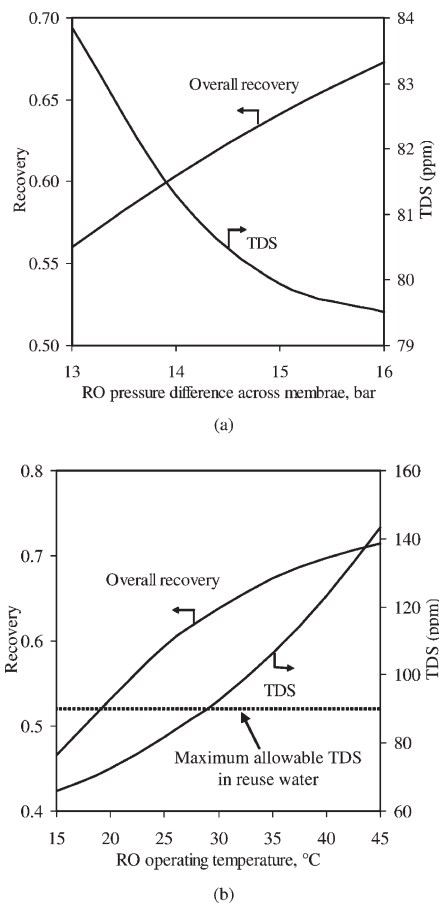 0.70
0.65
0.60
0.55
0.50
Recovery
84
83
82
81
80
79
TDS (ppm)
Overall recovery
TDS
13
14
15
16
RO pressure difference across membrae, bar
(a)
0.8
0.7
0.6
0.5
0.4
Recovery
160
140
120
100
80
60
TDS (ppm)
Overall recovery
TDS
Maximum allowable TDS
in reuse water
15
20
25
30
35
40
45
RO operating temperature, °C
(b)